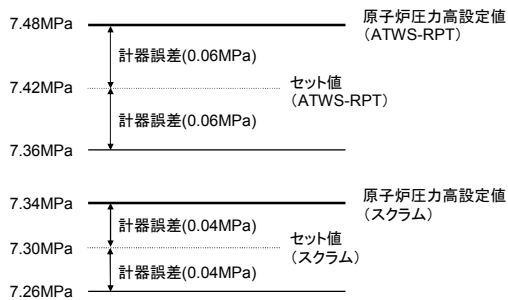 7.48MPa
原子炉圧力高設定値
（ATWS-RPT）
計器誤差(0.06MPa)
7.42MPa
セット値
（ATWS-RPT）
計器誤差(0.06MPa)
7.36MPa
7.34MPa
原子炉圧力高設定値
（スクラム）
計器誤差(0.04MPa)
7.30MPa
セット値
（スクラム）
計器誤差(0.04MPa)
7.26MPa